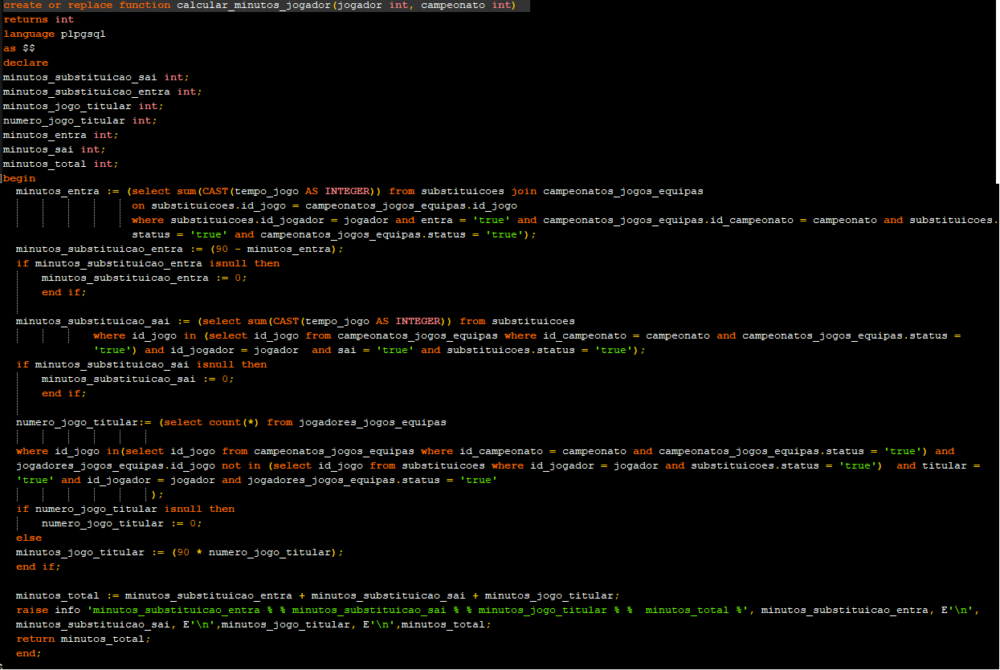 create or replace function calcular_minutos_jogador(jogador int, campeonato int)
returns int
language plpgsql
as $$
declare
minutos_substituicao_sai int;
minutos_substituicao_entra int;
minutos_jogo_titular int;
numero_jogo_titular int;
minutos_entra int;
minutos_sai int;
minutos_total int;
begin
minutos_entra := (select sum(CAST(tempo_jogo AS INTEGER)) from substituicoes join campeonatos_jogos_equipas
on substituicoes.id_jogo = campeonatos_jogos_equipas.id_jogo
where substituicoes.id_jogador = jogador and entra = 'true' and campeonatos_jogos_equipas.id_campeonato = campeonato and substituicoes.
status = 'true' and campeonatos_jogos_equipas.status = 'true');
minutos_substituicao_entra := (90 - minutos_entra);
if minutos_substituicao_entra isnull then
minutos_substituicao_entra := 0;
end if;
minutos_substituicao_sai := (select sum(CAST(tempo_jogo AS INTEGER)) from substituicoes
where id_jogo in (select id_jogo from campeonatos_jogos_equipas where id_campeonato = campeonato and campeonatos_jogos_equipas.status =
'true') and id_jogador = jogador  and sai = 'true' and substituicoes.status = 'true');
if minutos_substituicao_sai isnull then
minutos_substituicao_sai := 0;
end if;
numero_jogo_titular:= (select count(*) from jogadores_jogos_equipas
where id_jogo in(select id_jogo from campeonatos_jogos_equipas where id_campeonato = campeonato and campeonatos_jogos_equipas.status = 'true') and
jogadores_jogos_equipas.id_jogo not in (select id_jogo from substituicoes where id_jogador = jogador and substituicoes.status = 'true')  and titular =
'true' and id_jogador = jogador and jogadores_jogos_equipas.status = 'true'
);
if numero_jogo_titular isnull then
numero_jogo_titular := 0;
else
minutos_jogo_titular := (90 * numero_jogo_titular);
end if;
minutos_total := minutos_substituicao_entra + minutos_substituicao_sai + minutos_jogo_titular;
raise info 'minutos_substituicao_entra % % minutos_substituicao_sai % % minutos_jogo_titular % %  minutos_total %', minutos_substituicao_entra, E'\n',
minutos_substituicao_sai, E'\n',minutos_jogo_titular, E'\n',minutos_total;
return minutos_total;
end;